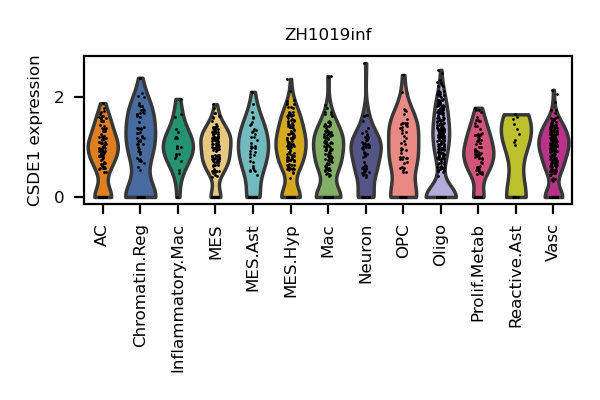 ZH1019inf
CSDE1 expression
2
0
AC
Chromatin.Reg
Inflammatory.Mac
MES
MES.Ast
MES.Hyp
Mac
Neuron
OPC
Oligo
Prolif.Metab
Reactive.Ast
Vasc